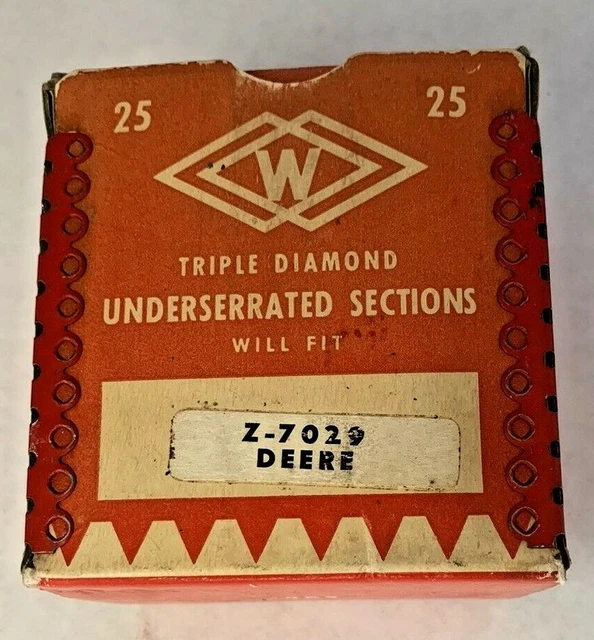 25 25
W
TRIPLE DIAMOND
UNDERSERRATED SECTIONS
WILL FIT
Z-7029
DEERE